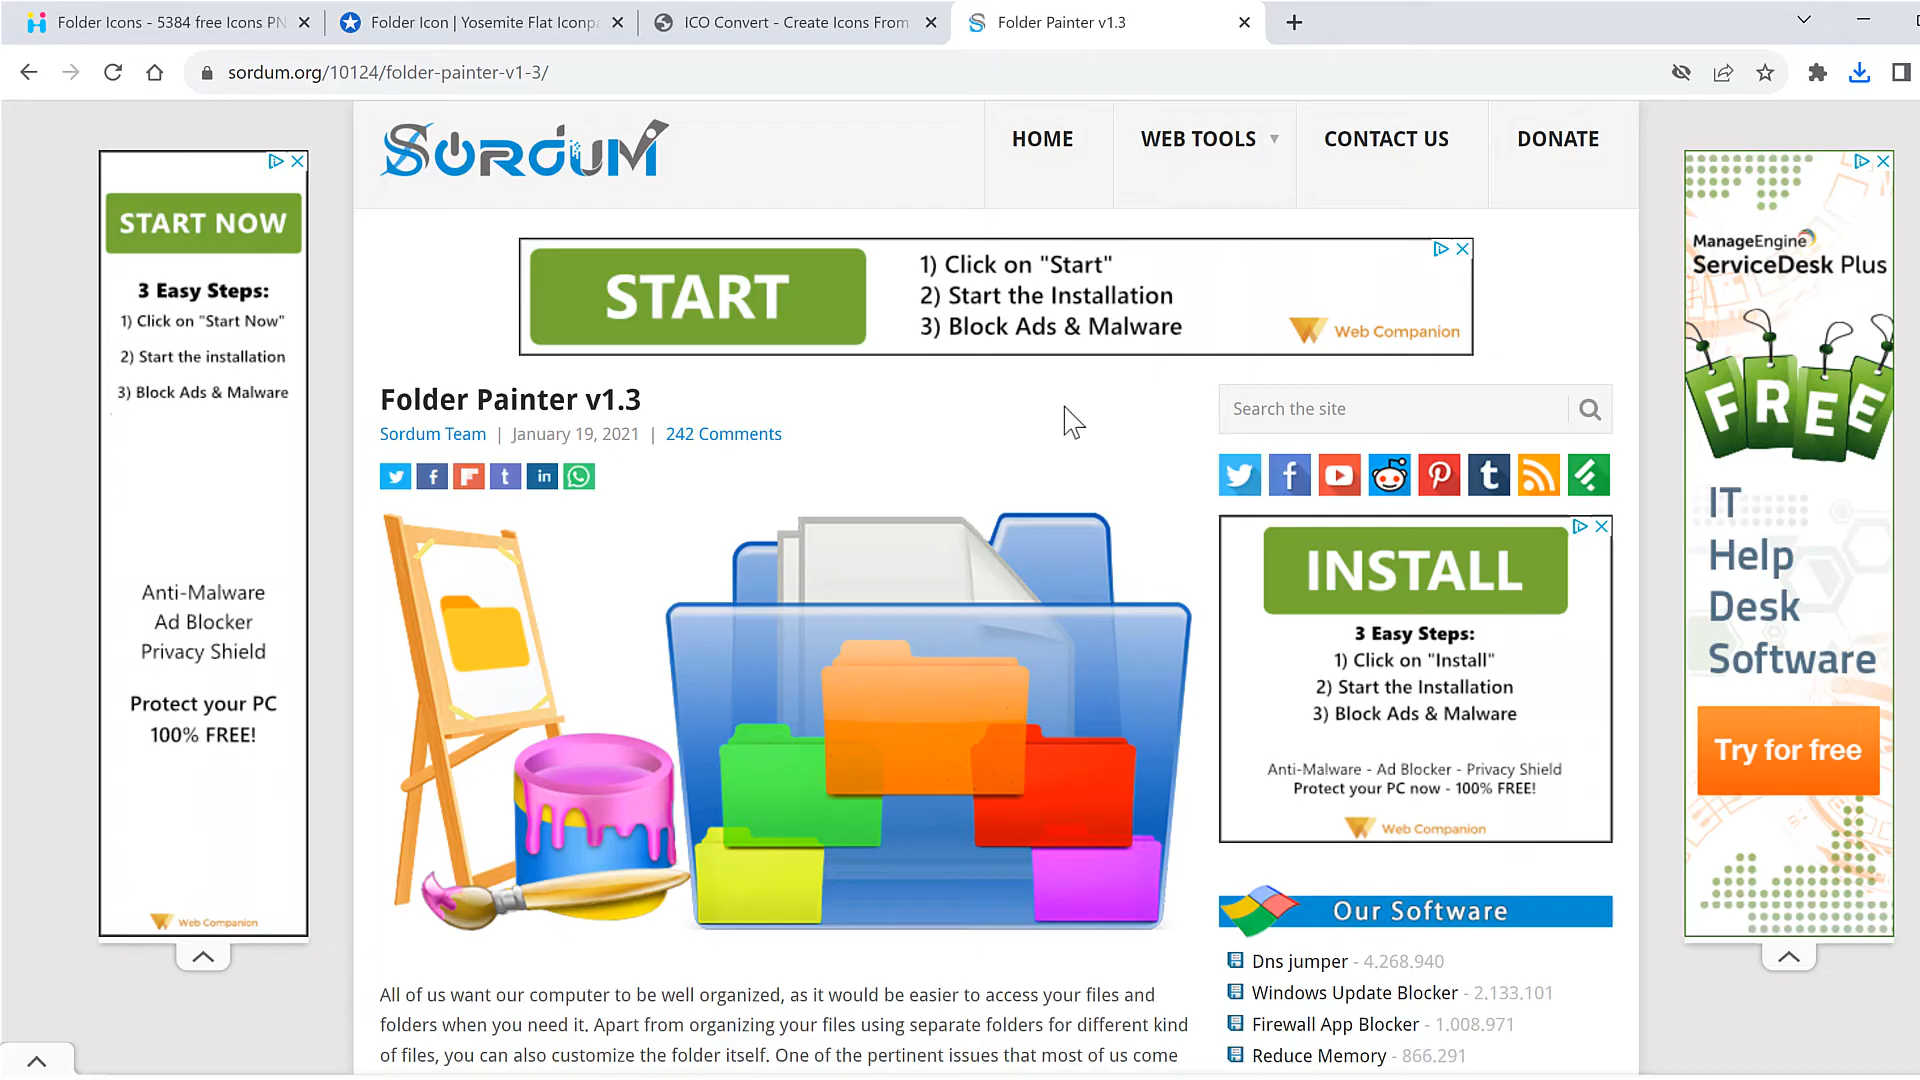 Folder Icons - 5384 free Icons PN
Folder Icon | Yosemite Flat Iconpa
ICO Convert - Create Icons From
Folder Painter v1.3
sordum.org/10124/folder-painter-v1-3/
SORDUM
HOME
WEB TOOLS
CONTACT US
DONATE
START NOW
3 Easy Steps:
1) Click on "Start Now"
2) Start the installation
3) Block Ads & Malware
Anti-Malware
Ad Blocker
Privacy Shield
Protect your PC
100% FREE!
Web Companion
START
1) Click on "Start"
2) Start the Installation
3) Block Ads & Malware
Web Companion
Folder Painter v1.3
Sordum Team | January 19, 2021 | 242 Comments
All of us want our computer to be well organized, as it would be easier to access your files and
folders when you need it. Apart from organizing your files using separate folders for different kind
of files, you can also customize the folder itself. One of the pertinent issues that most of us come
Search the site
INSTALL
3 Easy Steps:
1) Click on "Install"
2) Start the Installation
3) Block Ads & Malware
Anti-Malware - Ad Blocker - Privacy Shield
Protect your PC now - 100% FREE!
Web Companion
Our Software
Dns jumper - 4.268.940
Windows Update Blocker - 2.133.101
Firewall App Blocker - 1.008.971
Reduce Memory - 866.291
ManageEngine
ServiceDesk Plus
FREE
IT
Help
Desk
Software
Try for free